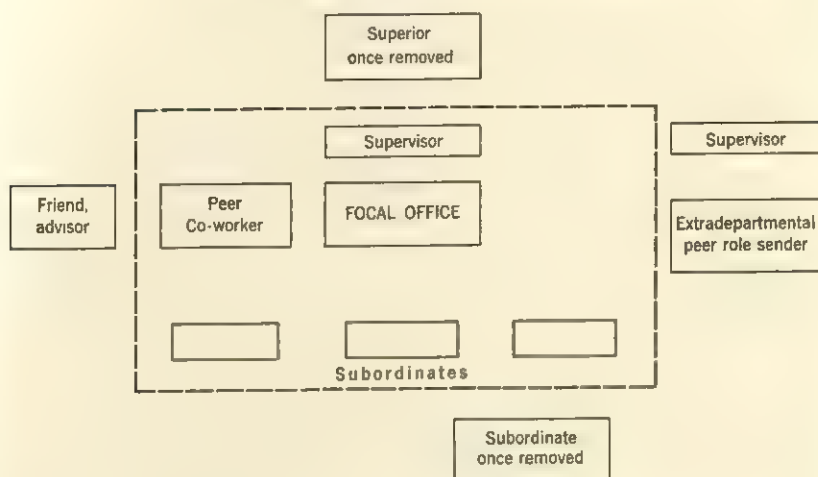 Superior
once removed
Supervisor
Supervisor
Friend,
advisor
Peer
Co-worker
FOCAL OFFICE
Extradepartmental
peer role sender
Subordinates
Subordinate
once removed